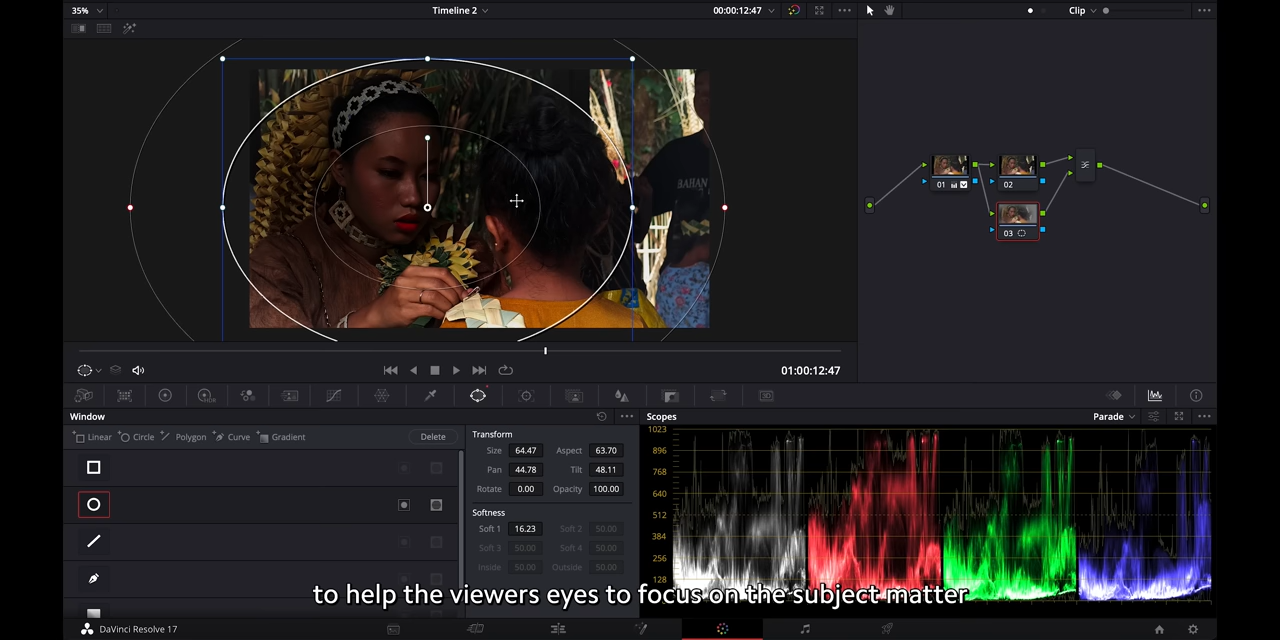 35%
Timeline 2
00:00:12:47
Clip
BAHAN
01
02
03
01:00:12:47
HDR
3D
Window
Scopes
Parade
Linear
Circle
Polygon
Curve
Gradient
Delete
Transform
Size 64.47 Aspect 63.70
Pan 44.78 Tilt 48.11
Rotate 0.00 Opacity 100.00
Softness
Soft 1 16.23 Soft 2 50.00
Soft 3 50.00 Soft 4 50.00
Inside 50.00 Outside 50.00
1023
896
768
640
512
384
256
128
to help the viewers eyes to focus on the subject matter
DaVinci Resolve 17